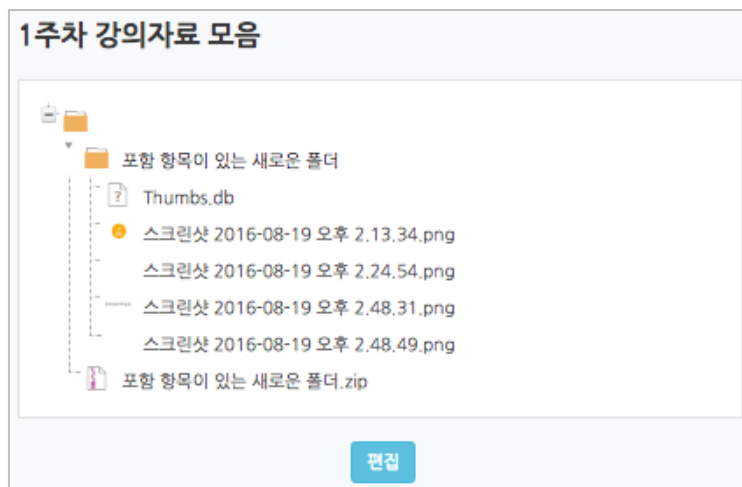 1주차 강의자료 모음
포함 항목이 있는 새로운 폴더
Thumbs.db
스크린샷 2016-08-19 오후 2.13.34.png
스크린샷 2016-08-19 오후 2.24.54.png
스크린샷 2016-08-19 오후 2.48.31.png
스크린샷 2016-08-19 오후 2.48.49.png
포함 항목이 있는 새로운 폴더.zip
편집